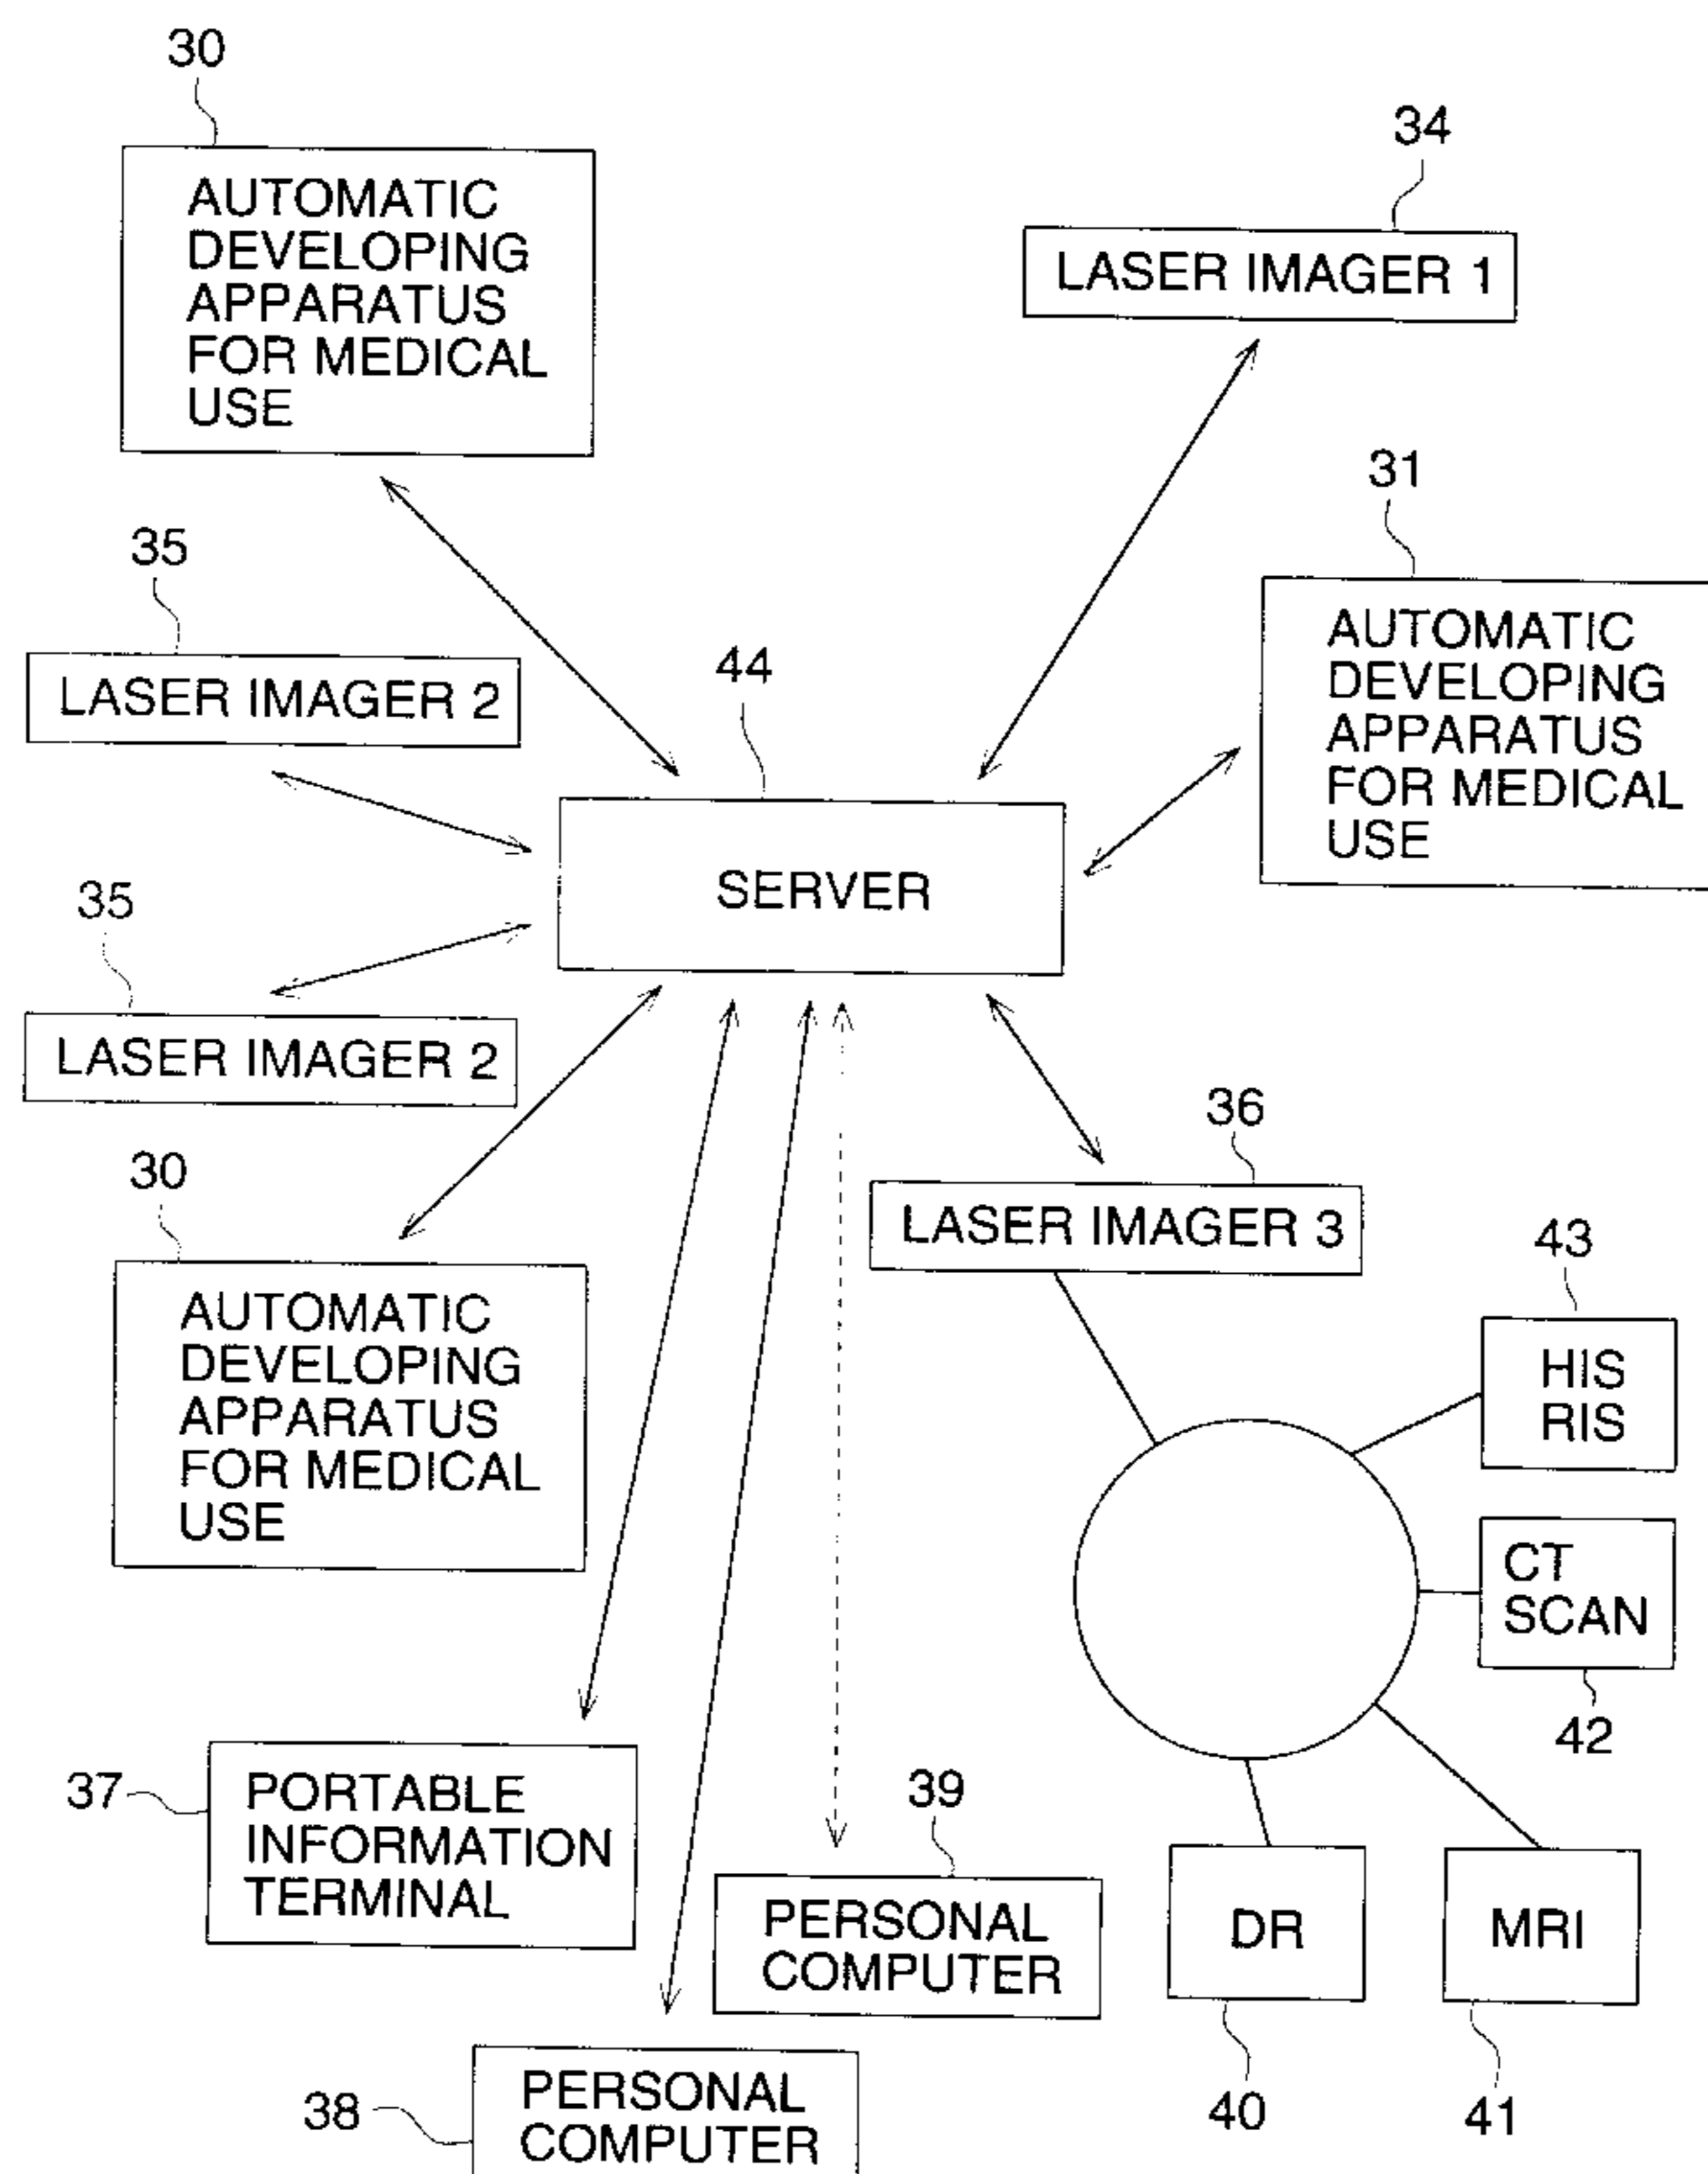 30
AUTOMATIC
DEVELOPING
APPARATUS
FOR MEDICAL
USE
34
LASER IMAGER 1
31
AUTOMATIC
DEVELOPING
APPARATUS
FOR MEDICAL
USE
35
LASER IMAGER 2
44
SERVER
35
LASER IMAGER 2
30
AUTOMATIC
DEVELOPING
APPARATUS
FOR MEDICAL
USE
36
LASER IMAGER 3
43
HIS
RIS
CT
SCAN
42
37
PORTABLE
INFORMATION
TERMINAL
39
PERSONAL
COMPUTER
DR
40
MRI
41
38
PERSONAL
COMPUTER